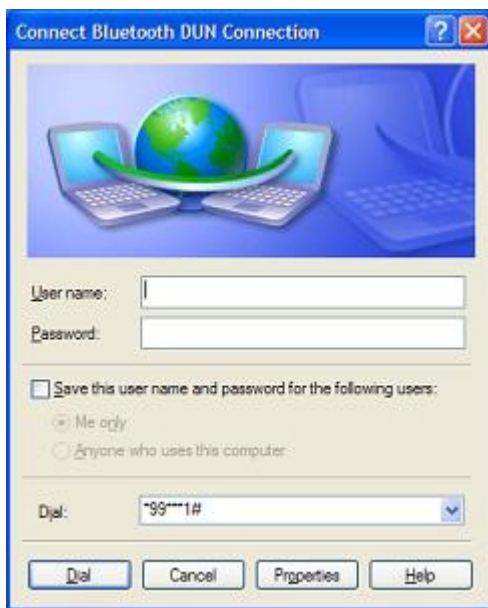 Connect Bluetooth DUN Connection
User name:
Password:
Save this user name and password for the following users:
Me only
Anyone who uses this computer
Dial: *99***1#
Dial Cancel Properties Help